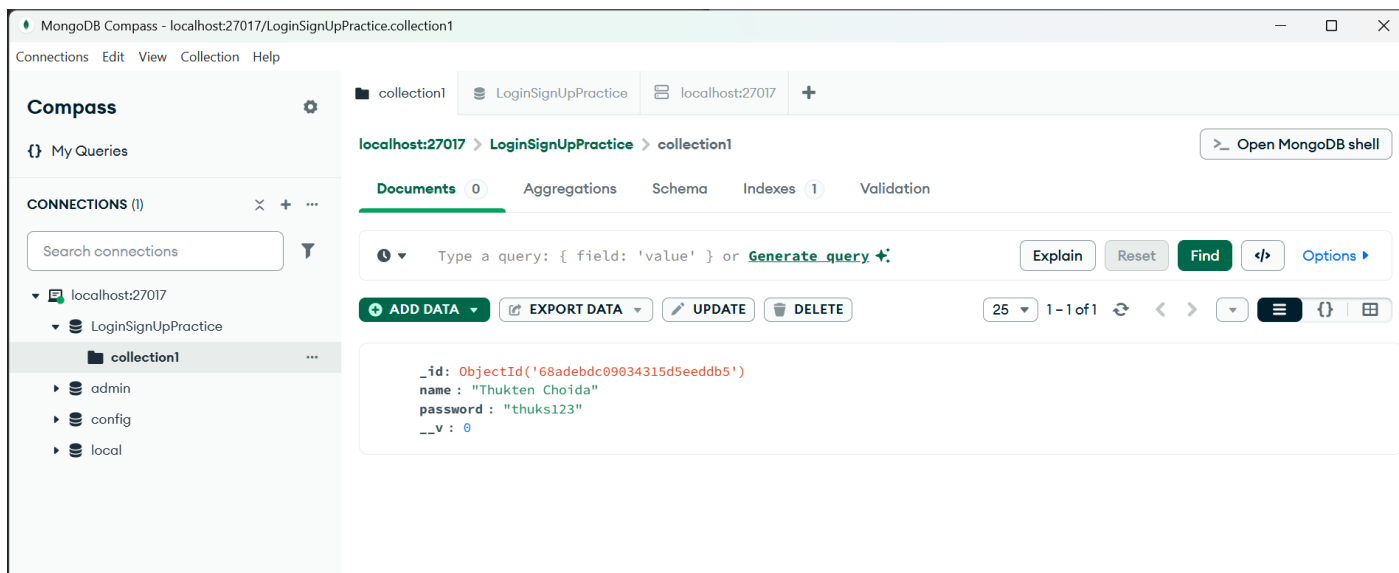 MongoDB Compass - localhost:27017/LoginSignUpPractice.collection1
Connections Edit View Collection Help
Compass
{} My Queries
CONNECTIONS (1)
Search connections
localhost:27017
LoginSignUpPractice
collection1
admin
config
local
collection1 LoginSignUpPractice localhost:27017
localhost:27017 > LoginSignUpPractice > collection1
>_ Open MongoDB shell
Documents 0 Aggregations Schema Indexes 1 Validation
Type a query: { field: 'value' } or Generate query
Explain Reset Find </> Options
ADD DATA EXPORT DATA UPDATE DELETE 25 1 – 1 of 1 {}
_id: ObjectId('68adebdc09034315d5eeddb5')
name : "Thukten Choida"
password : "thuks123"
__v : 0